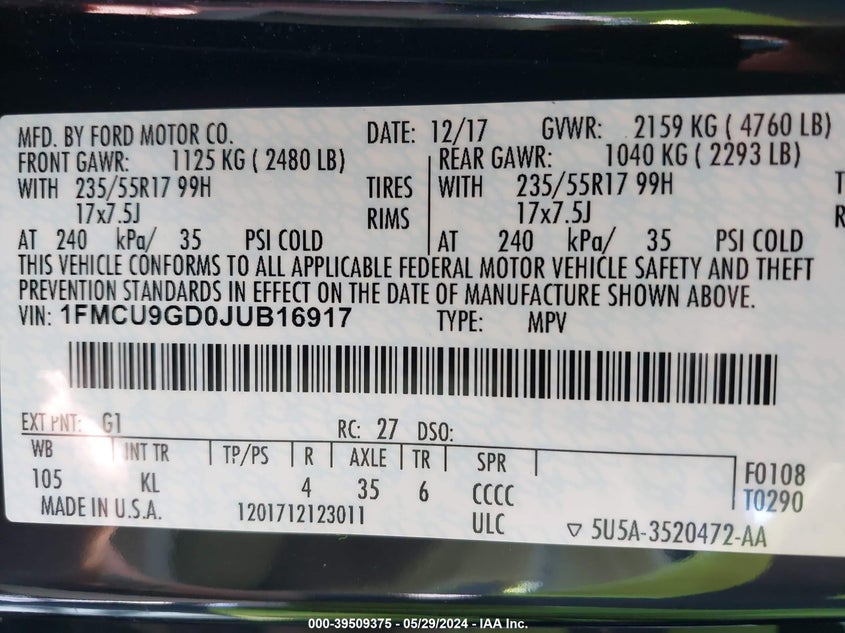 MFD. BY FORD MOTOR CO. DATE: 12/17 GVWR: 2159 KG ( 4760 LB)
FRONT GAWR: 1125 KG ( 2480 LB) REAR GAWR: 1040 KG ( 2293 LB)
WITH 235/55R17 99H TIRES WITH 235/55R17 99H T
17x7.5J RIMS 17x7.5J R
AT 240 kPa/ 35 PSI COLD AT 240 kPa/ 35 PSI COLD
THIS VEHICLE CONFORMS TO ALL APPLICABLE FEDERAL MOTOR VEHICLE SAFETY AND THEFT
PREVENTION STANDARDS IN EFFECT ON THE DATE OF MANUFACTURE SHOWN ABOVE.
VIN: 1FMCU9GD0JUB16917 TYPE: MPV
EXT PNT: G1 RC: 27 DSO:
WB INT TR TP/PS R AXLE TR SPR
105 KL 4 35 6 CCCC
F0108
T0290
MADE IN U.S.A. 1201712123011 ULC ▽ 5U5A-3520472-AA
000-39509375 - 05/29/2024 - IAA Inc.